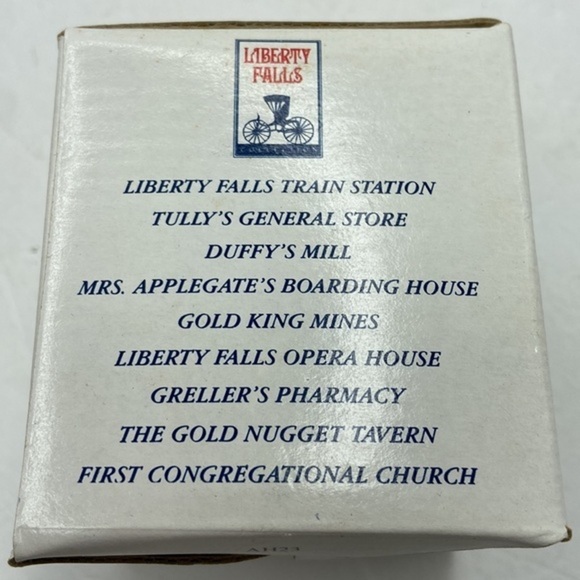 LIBERTY
FALLS
COLLECTION
LIBERTY FALLS TRAIN STATION
TULLY'S GENERAL STORE
DUFFY'S MILL
MRS. APPLEGATE'S BOARDING HOUSE
GOLD KING MINES
LIBERTY FALLS OPERA HOUSE
GRELLER'S PHARMACY
THE GOLD NUGGET TAVERN
FIRST CONGREGATIONAL CHURCH